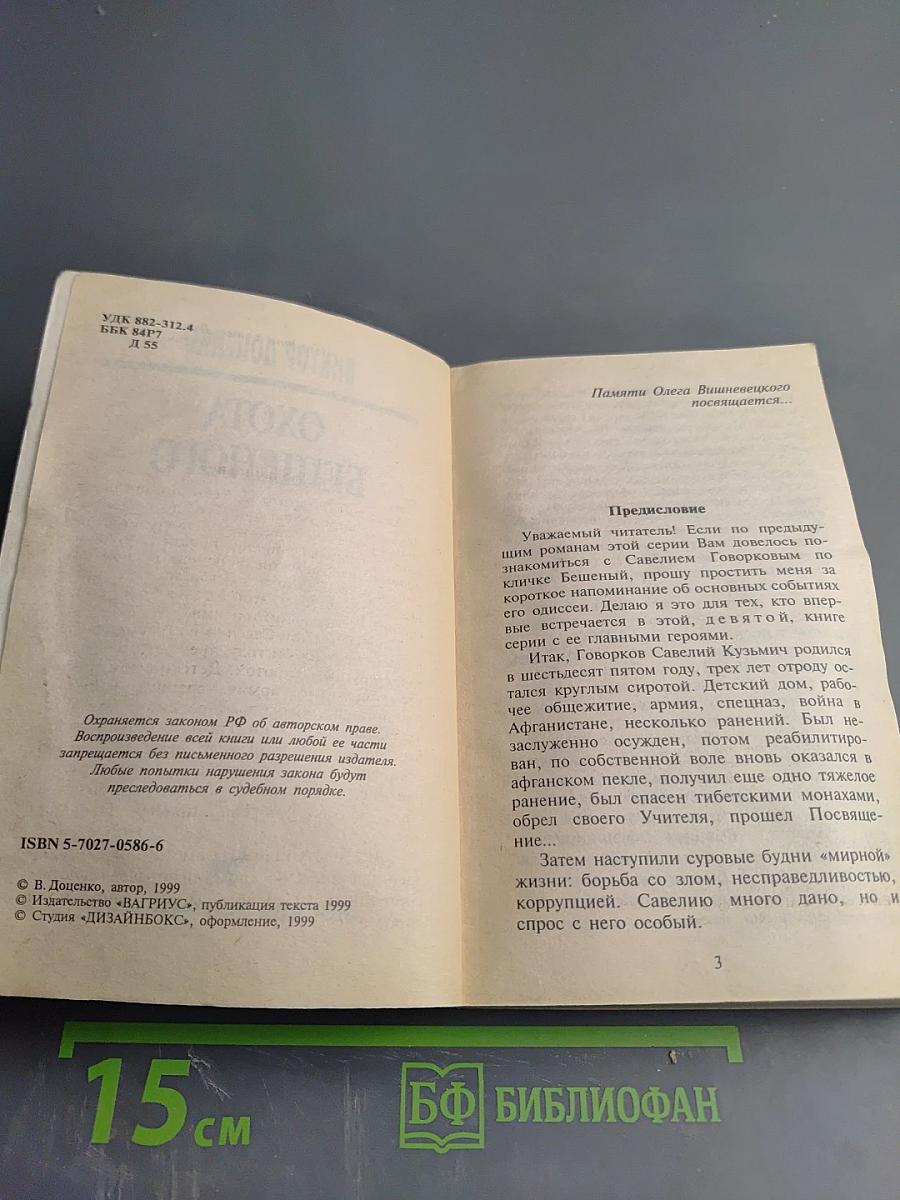 УДК 882-312.4
ББК 84Р7
Д 55
ОХОТА
БЕШЕНОГО
Охраняется законом РФ об авторском праве.
Воспроизведение всей книги или любой ее части
запрещается без письменного разрешения издателя.
Любые попытки нарушения закона будут
преследоваться в судебном порядке.
ISBN 5-7027-0586-6
© В. Доценко, автор, 1999
© Издательство «ВАГРИУС», публикация текста 1999
© Студия «ДИЗАЙНБОКС», оформление, 1999
Памяти Олега Вишневецкого
посвящается...
Предисловие
Уважаемый читатель! Если по предыду-
щим романам этой серии Вам довелось по-
знакомиться с Савелием Говорковым по
кличке Бешеный, прошу простить меня за
короткое напоминание об основных событиях
его одиссеи. Делаю я это для тех, кто впер-
вые встречается в этой, девятой, книге
серии с ее главными героями.
Итак, Говорков Савелий Кузьмич родился
в шестьдесят пятом году, трех лет отроду ос-
тался круглым сиротой. Детский дом, рабо-
чее общежитие, армия, спецназ, война в
Афганистане, несколько ранений. Был не-
заслуженно осужден, потом реабилитиро-
ван, по собственной воле вновь оказался в
афганском пекле, получил еще одно тяжелое
ранение, был спасен тибетскими монахами,
обрел своего Учителя, прошел Посвяще-
ние...
Затем наступили суровые будни «мирной»
жизни: борьба со злом, несправедливостью,
коррупцией. Савелию много дано, но и
спрос с него особый.
3
15 см
БФ БИБЛИОФАН